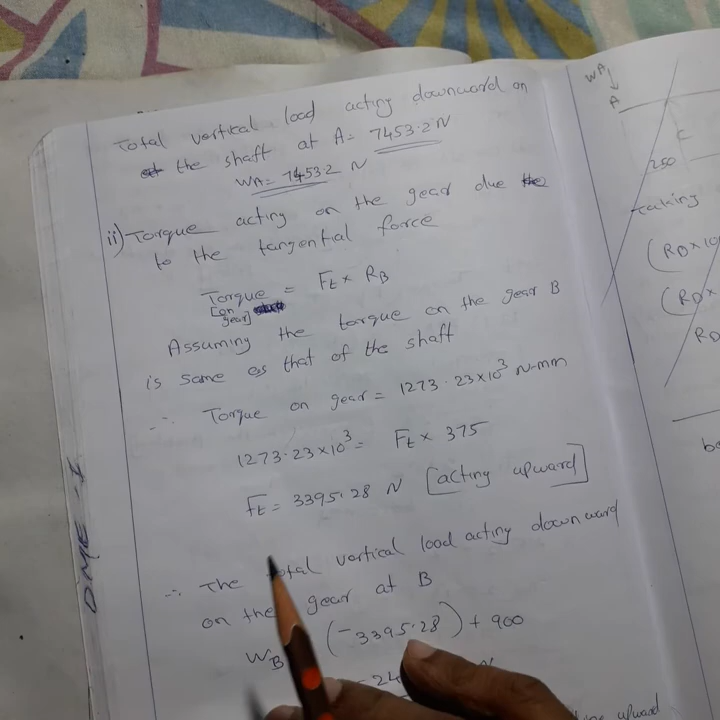 Total vertical load acting downward on
the shaft at A = 7453.2 N
WA = 7453.2 N
ii) Torque acting on the gear due
to the tangential force
Torque = Ft × RB
[on gear]
Assuming the torque on the gear B
is same as that of the shaft
∴ Torque on gear = 1273.23×10³ N-mm
1273.23×10³ = Ft × 375
Ft = 3395.28 N [acting upward]
∴ The total vertical load acting downward
on the gear at B
WB (-3395.28) + 900
-24
upward
DME-I
WA
A
C
250
Taking
(RD×10
(RD×
RD